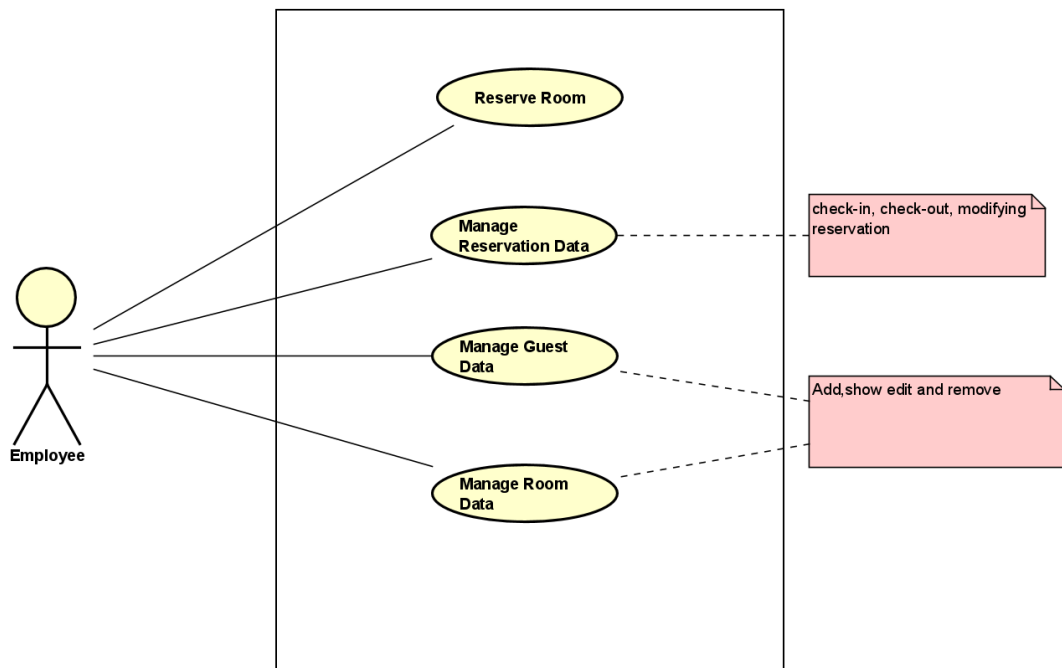 Reserve Room
Manage
Reservation Data
check-in, check-out, modifying
reservation
Manage Guest
Data
Add,show edit and remove
Employee
Manage Room
Data